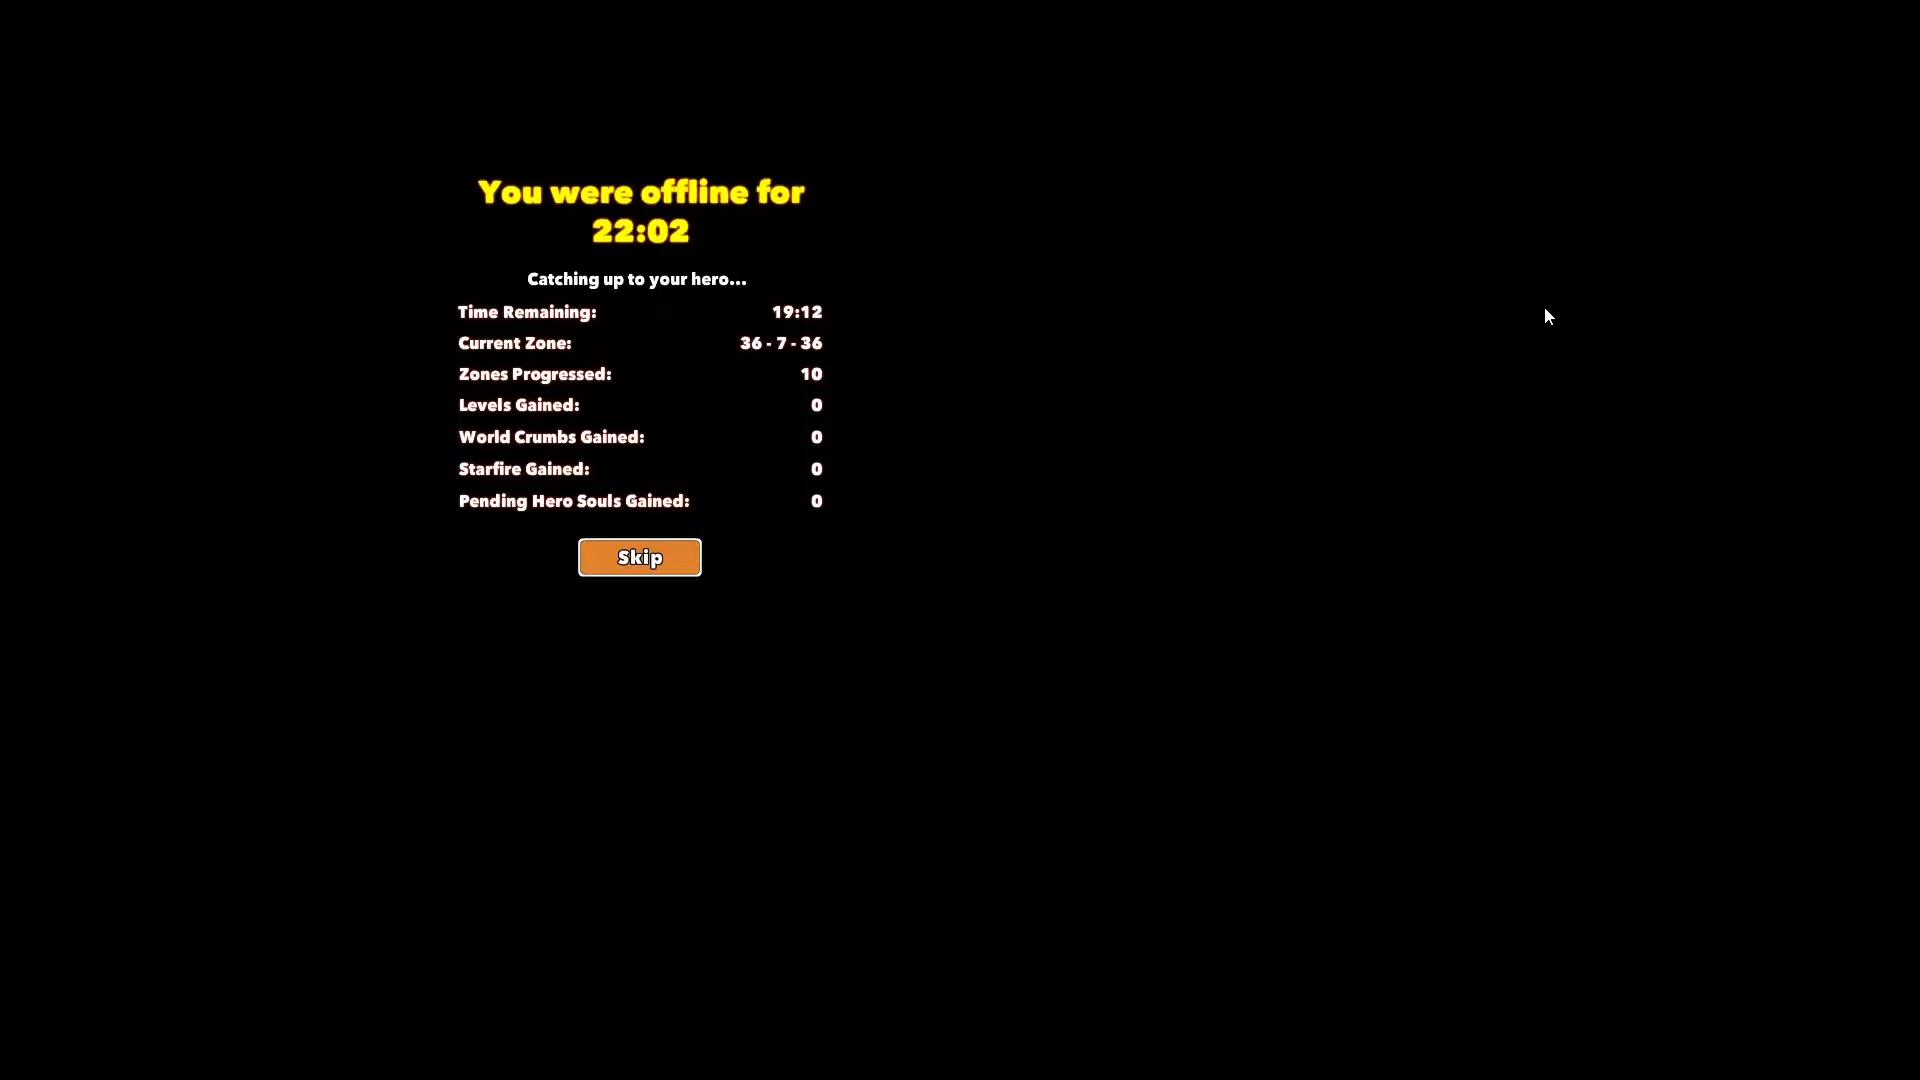 You were offline for
22:02
Catching up to your hero...
Time Remaining: 19:12
Current Zone: 36 - 7 - 36
Zones Progressed: 10
Levels Gained: 0
World Crumbs Gained: 0
Starfire Gained: 0
Pending Hero Souls Gained: 0
Skip